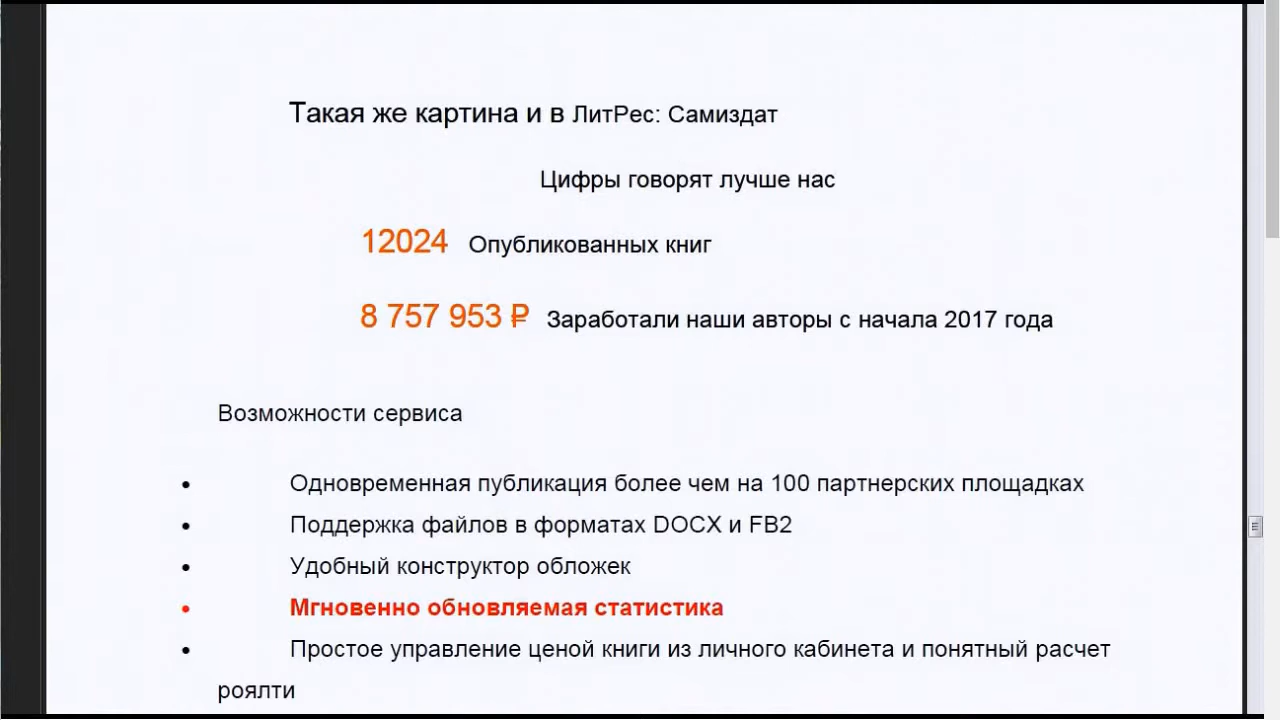 Такая же картина и в ЛитРес: Самиздат
Цифры говорят лучше нас
12024 Опубликованных книг
8 757 953 ₽ Заработали наши авторы с начала 2017 года
Возможности сервиса
• Одновременная публикация более чем на 100 партнерских площадках
• Поддержка файлов в форматах DOCX и FB2
• Удобный конструктор обложек
• Мгновенно обновляемая статистика
• Простое управление ценой книги из личного кабинета и понятный расчет
роялти